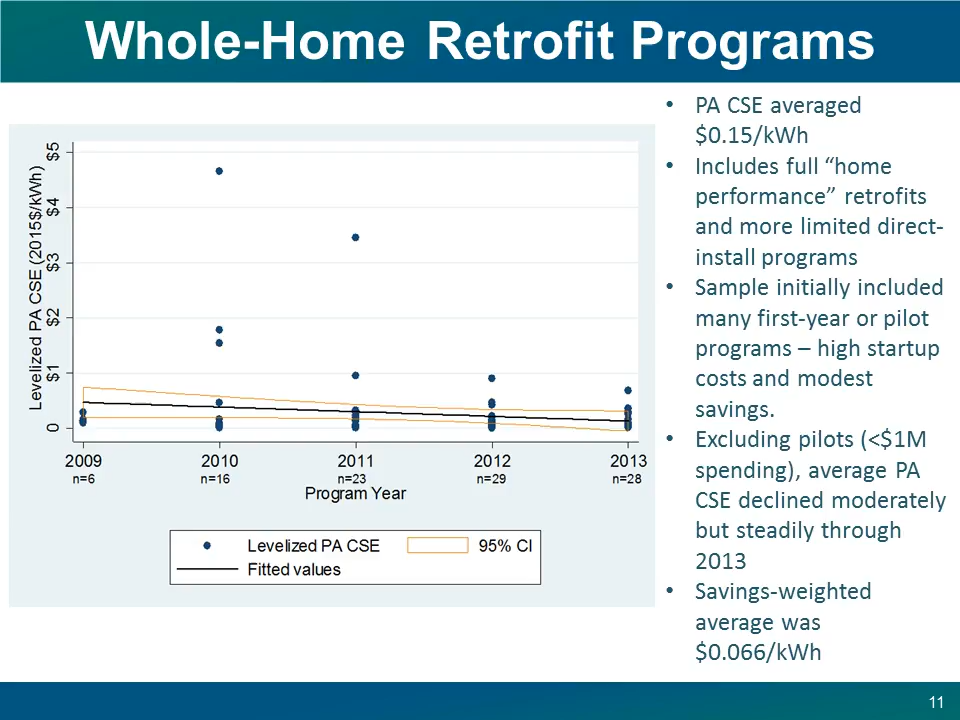 Whole-Home Retrofit Programs
Levelized PA CSE (2015$/kWh)
$5
$4
$3
$2
$1
0
2009
2010
2011
2012
2013
n=6
n=16
n=23
n=29
n=28
Program Year
Levelized PA CSE
95% CI
Fitted values
• PA CSE averaged
$0.15/kWh
• Includes full “home
performance” retrofits
and more limited direct-
install programs
• Sample initially included
many first-year or pilot
programs – high startup
costs and modest
savings.
• Excluding pilots (<$1M
spending), average PA
CSE declined moderately
but steadily through
2013
• Savings-weighted
average was
$0.066/kWh
11